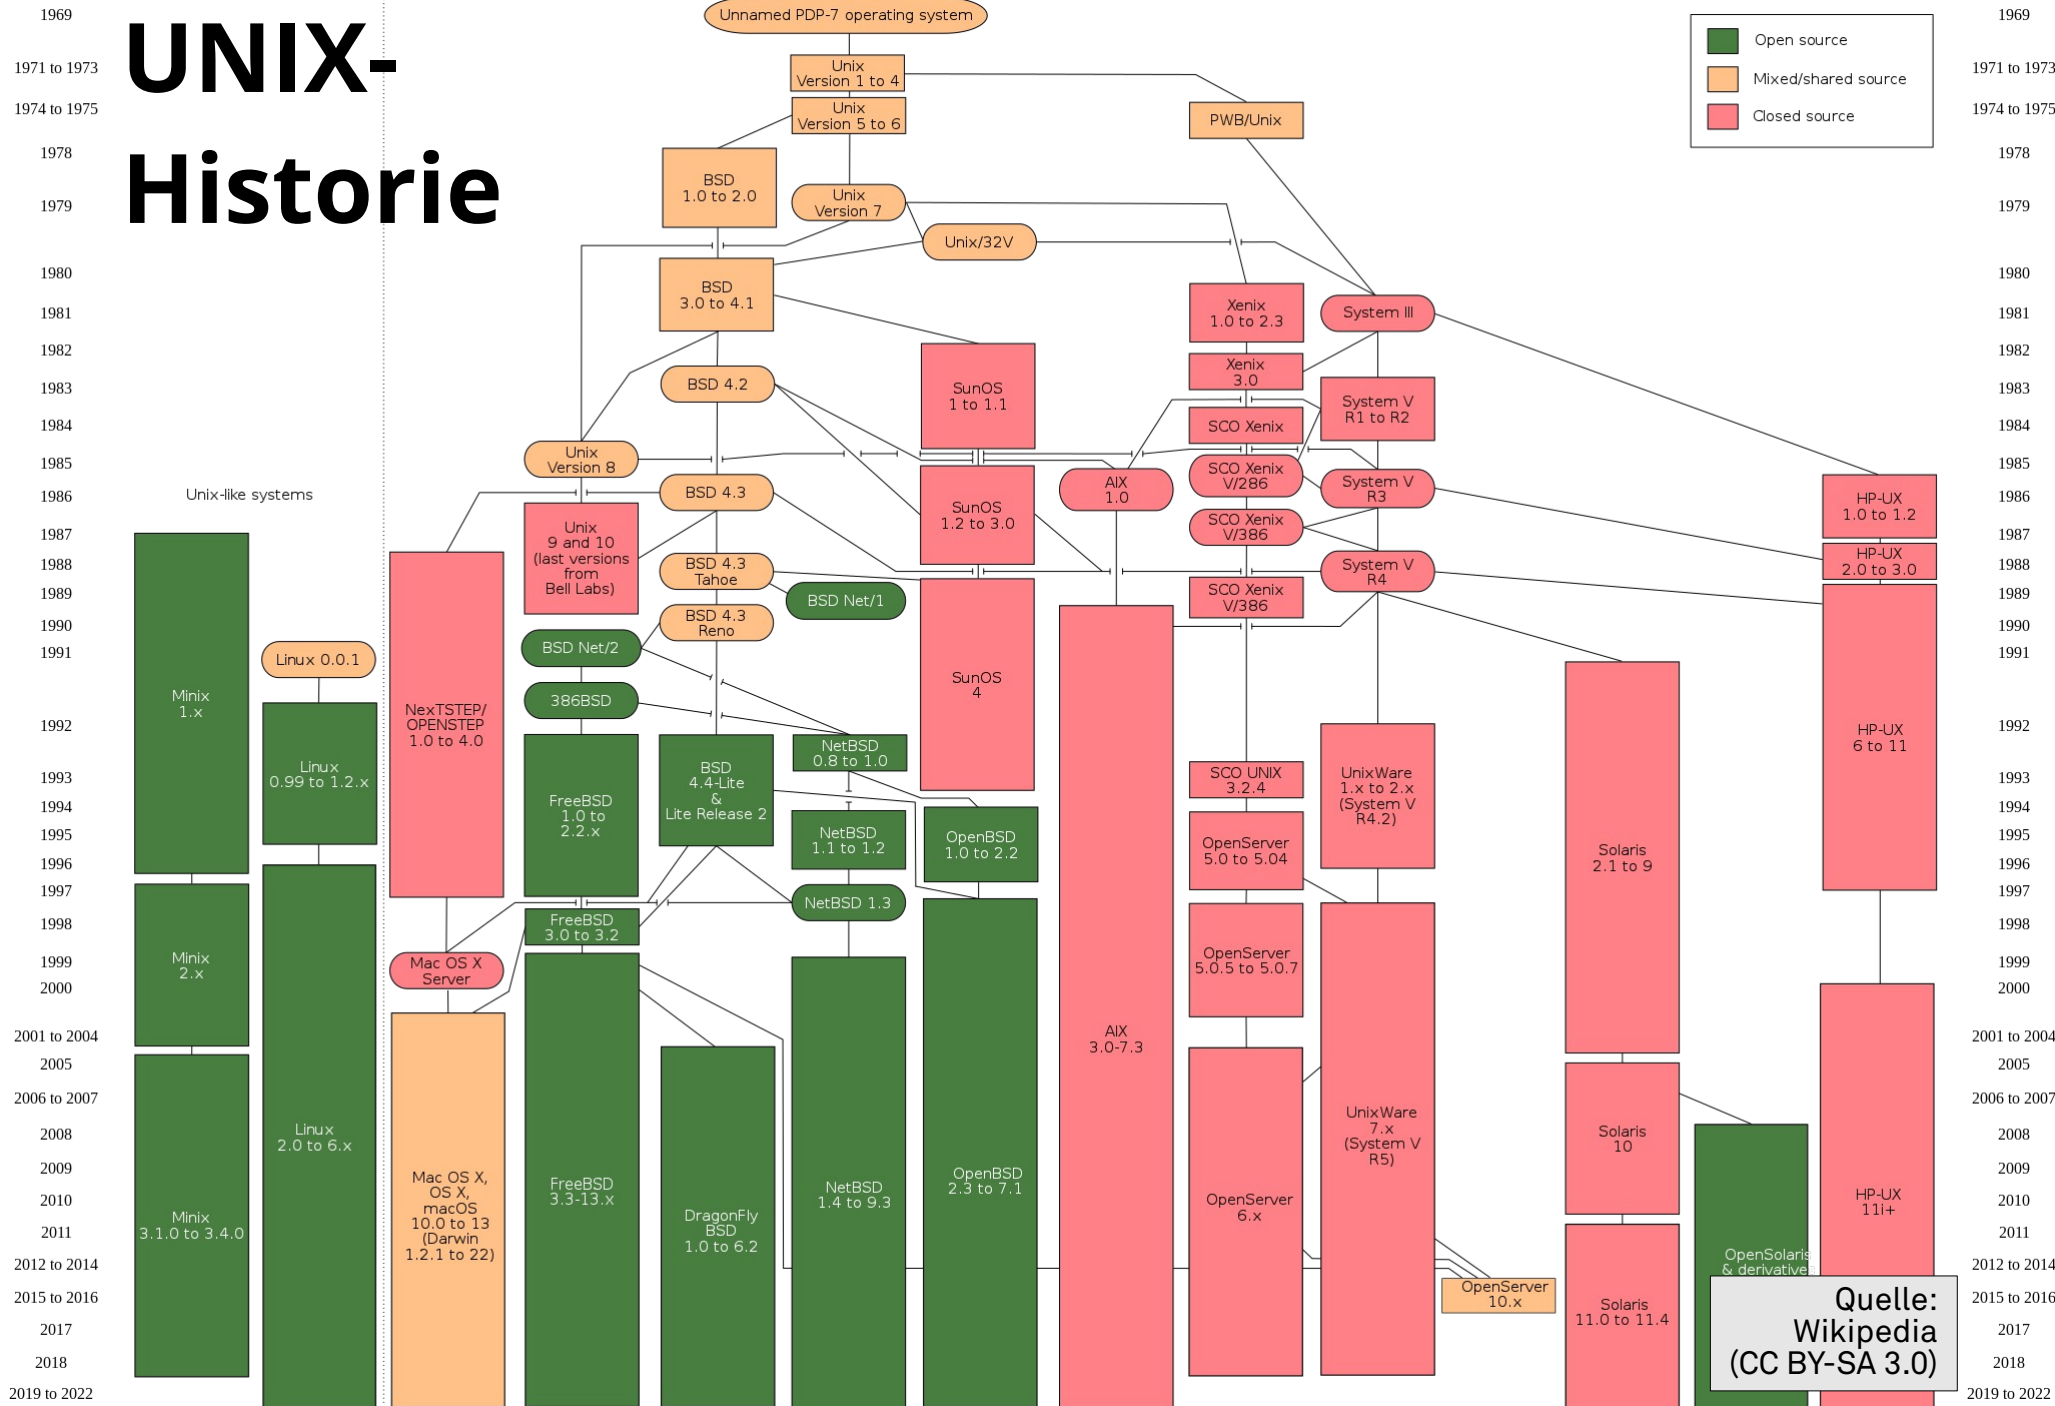 UNIX-
Historie
1969
1971 to 1973
1974 to 1975
1978
1979
1980
1981
1982
1983
1984
1985
1986
1987
1988
1989
1990
1991
1992
1993
1994
1995
1996
1997
1998
1999
2000
2001 to 2004
2005
2006 to 2007
2008
2009
2010
2011
2012 to 2014
2015 to 2016
2017
2018
2019 to 2022
Unix-like systems
Minix
1.x
Minix
2.x
Minix
3.1.0 to 3.4.0
Linux 0.0.1
Linux
0.99 to 1.2.x
Linux
2.0 to 6.x
NexTSTEP/
OPENSTEP
1.0 to 4.0
Mac OS X
Server
Mac OS X,
OS X,
macOS
10.0 to 13
(Darwin
1.2.1 to 22)
Unix
Version 8
Unix
9 and 10
(last versions
from
Bell Labs)
BSD Net/2
386BSD
FreeBSD
1.0 to
2.2.x
FreeBSD
3.0 to 3.2
FreeBSD
3.3-13.x
Unnamed PDP-7 operating system
Unix
Version 1 to 4
Unix
Version 5 to 6
BSD
1.0 to 2.0
Unix
Version 7
Unix/32V
BSD
3.0 to 4.1
BSD 4.2
BSD 4.3
BSD 4.3
Tahoe
BSD Net/1
BSD 4.3
Reno
BSD
4.4-Lite
&
Lite Release 2
DragonFly
BSD
1.0 to 6.2
NetBSD
0.8 to 1.0
NetBSD
1.1 to 1.2
NetBSD 1.3
NetBSD
1.4 to 9.3
SunOS
1 to 1.1
SunOS
1.2 to 3.0
SunOS
4
OpenBSD
1.0 to 2.2
OpenBSD
2.3 to 7.1
AIX
1.0
AIX
3.0-7.3
PWB/Unix
Xenix
1.0 to 2.3
Xenix
3.0
SCO Xenix
SCO Xenix
V/286
SCO Xenix
V/386
SCO Xenix
V/386
SCO UNIX
3.2.4
OpenServer
5.0 to 5.04
OpenServer
5.0.5 to 5.0.7
OpenServer
6.x
System III
System V
R1 to R2
System V
R3
System V
R4
UnixWare
1.x to 2.x
(System V
R4.2)
UnixWare
7.x
(System V
R5)
OpenServer
10.x
Solaris
2.1 to 9
Solaris
10
Solaris
11.0 to 11.4
OpenSolaris
& derivatives
HP-UX
1.0 to 1.2
HP-UX
2.0 to 3.0
HP-UX
6 to 11
HP-UX
11i+
Open source
Mixed/shared source
Closed source
1969
1971 to 1973
1974 to 1975
1978
1979
1980
1981
1982
1983
1984
1985
1986
1987
1988
1989
1990
1991
1992
1993
1994
1995
1996
1997
1998
1999
2000
2001 to 2004
2005
2006 to 2007
2008
2009
2010
2011
2012 to 2014
2015 to 2016
2017
2018
2019 to 2022
Quelle:
Wikipedia
(CC BY-SA 3.0)